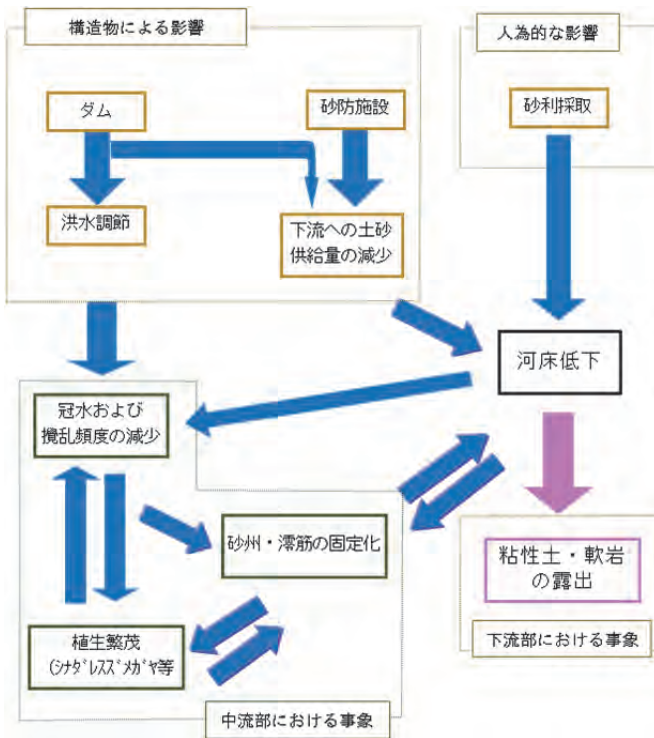 構造物による影響
人為的な影響
ダム
砂防施設
砂利採取
洪水調節
下流への土砂
供給量の減少
河床低下
冠水および
攪乱頻度の減少
砂州・澪筋の固定化
粘性土・軟岩
の露出
植生繁茂
(ｼﾅﾀﾞﾚｽｽﾞﾒｶﾞﾔ等
下流部における事象
中流部における事象